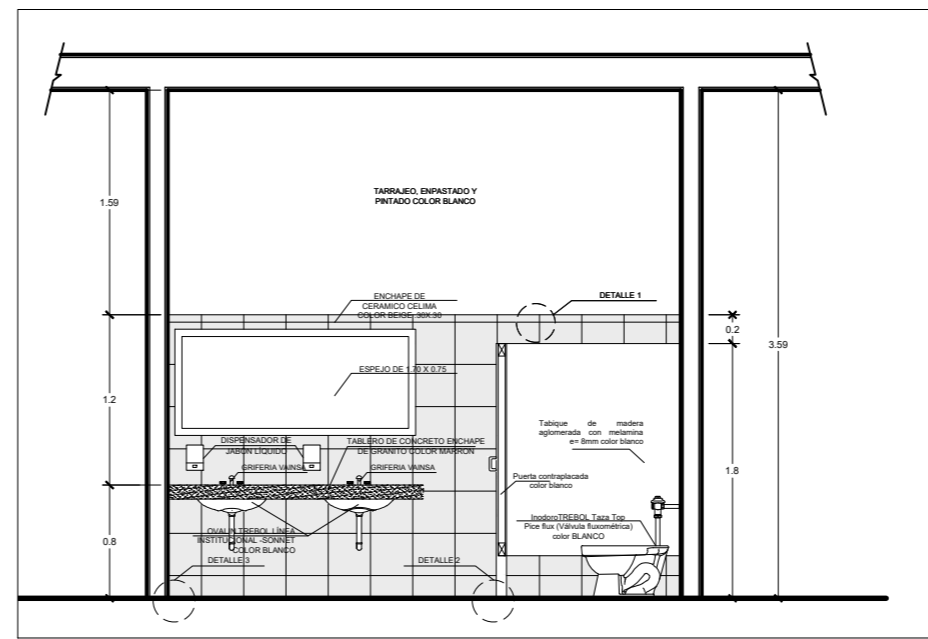 TARRAJEO, ENPASTADO Y
PINTADO COLOR BLANCO
1.59
ENCHAPE DE
CERAMICO CELIMA
COLOR BEIGE .30X.30
DETALLE 1
0.2
3.59
ESPEJO DE 1.70 X 0.75
1.2
Tabique de madera
aglomerada con melamina
e= 8mm color blanco
DISPENSADOR DE
JABON LÍQUIDO
TABLERO DE CONCRETO ENCHAPE
DE GRANITO COLOR MARRON
GRIFERIA VAINSA
GRIFERIA VAINSA
1.8
Puerta contraplacada
color blanco
InodoroTREBOL Taza Top
Pice flux (Válvula fluxométrica)
color BLANCO
OVALIN TREBOL LÍNEA
INSTITUCIONAL -SONNET
COLOR BLANCO
0.8
DETALLE 3
DETALLE 2